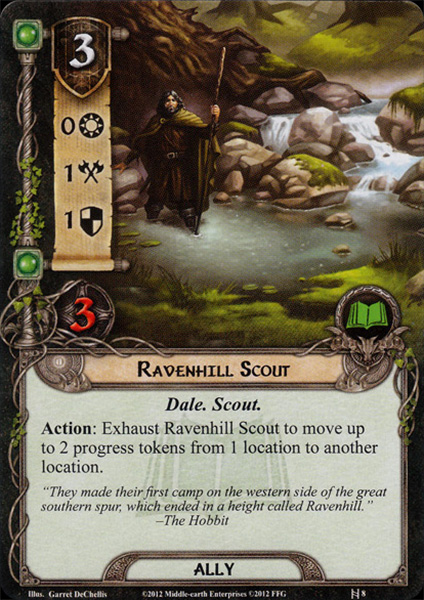 3
0
1
1
3
Ravenhill Scout
Dale. Scout.
Action: Exhaust Ravenhill Scout to move up
to 2 progress tokens from 1 location to another
location.
“They made their first camp on the western side of the great
southern spur, which ended in a height called Ravenhill.”
–The Hobbit
ALLY
Illus. Garret DeChellis ©2012 Middle-earth Enterprises ©2012 FFG 8